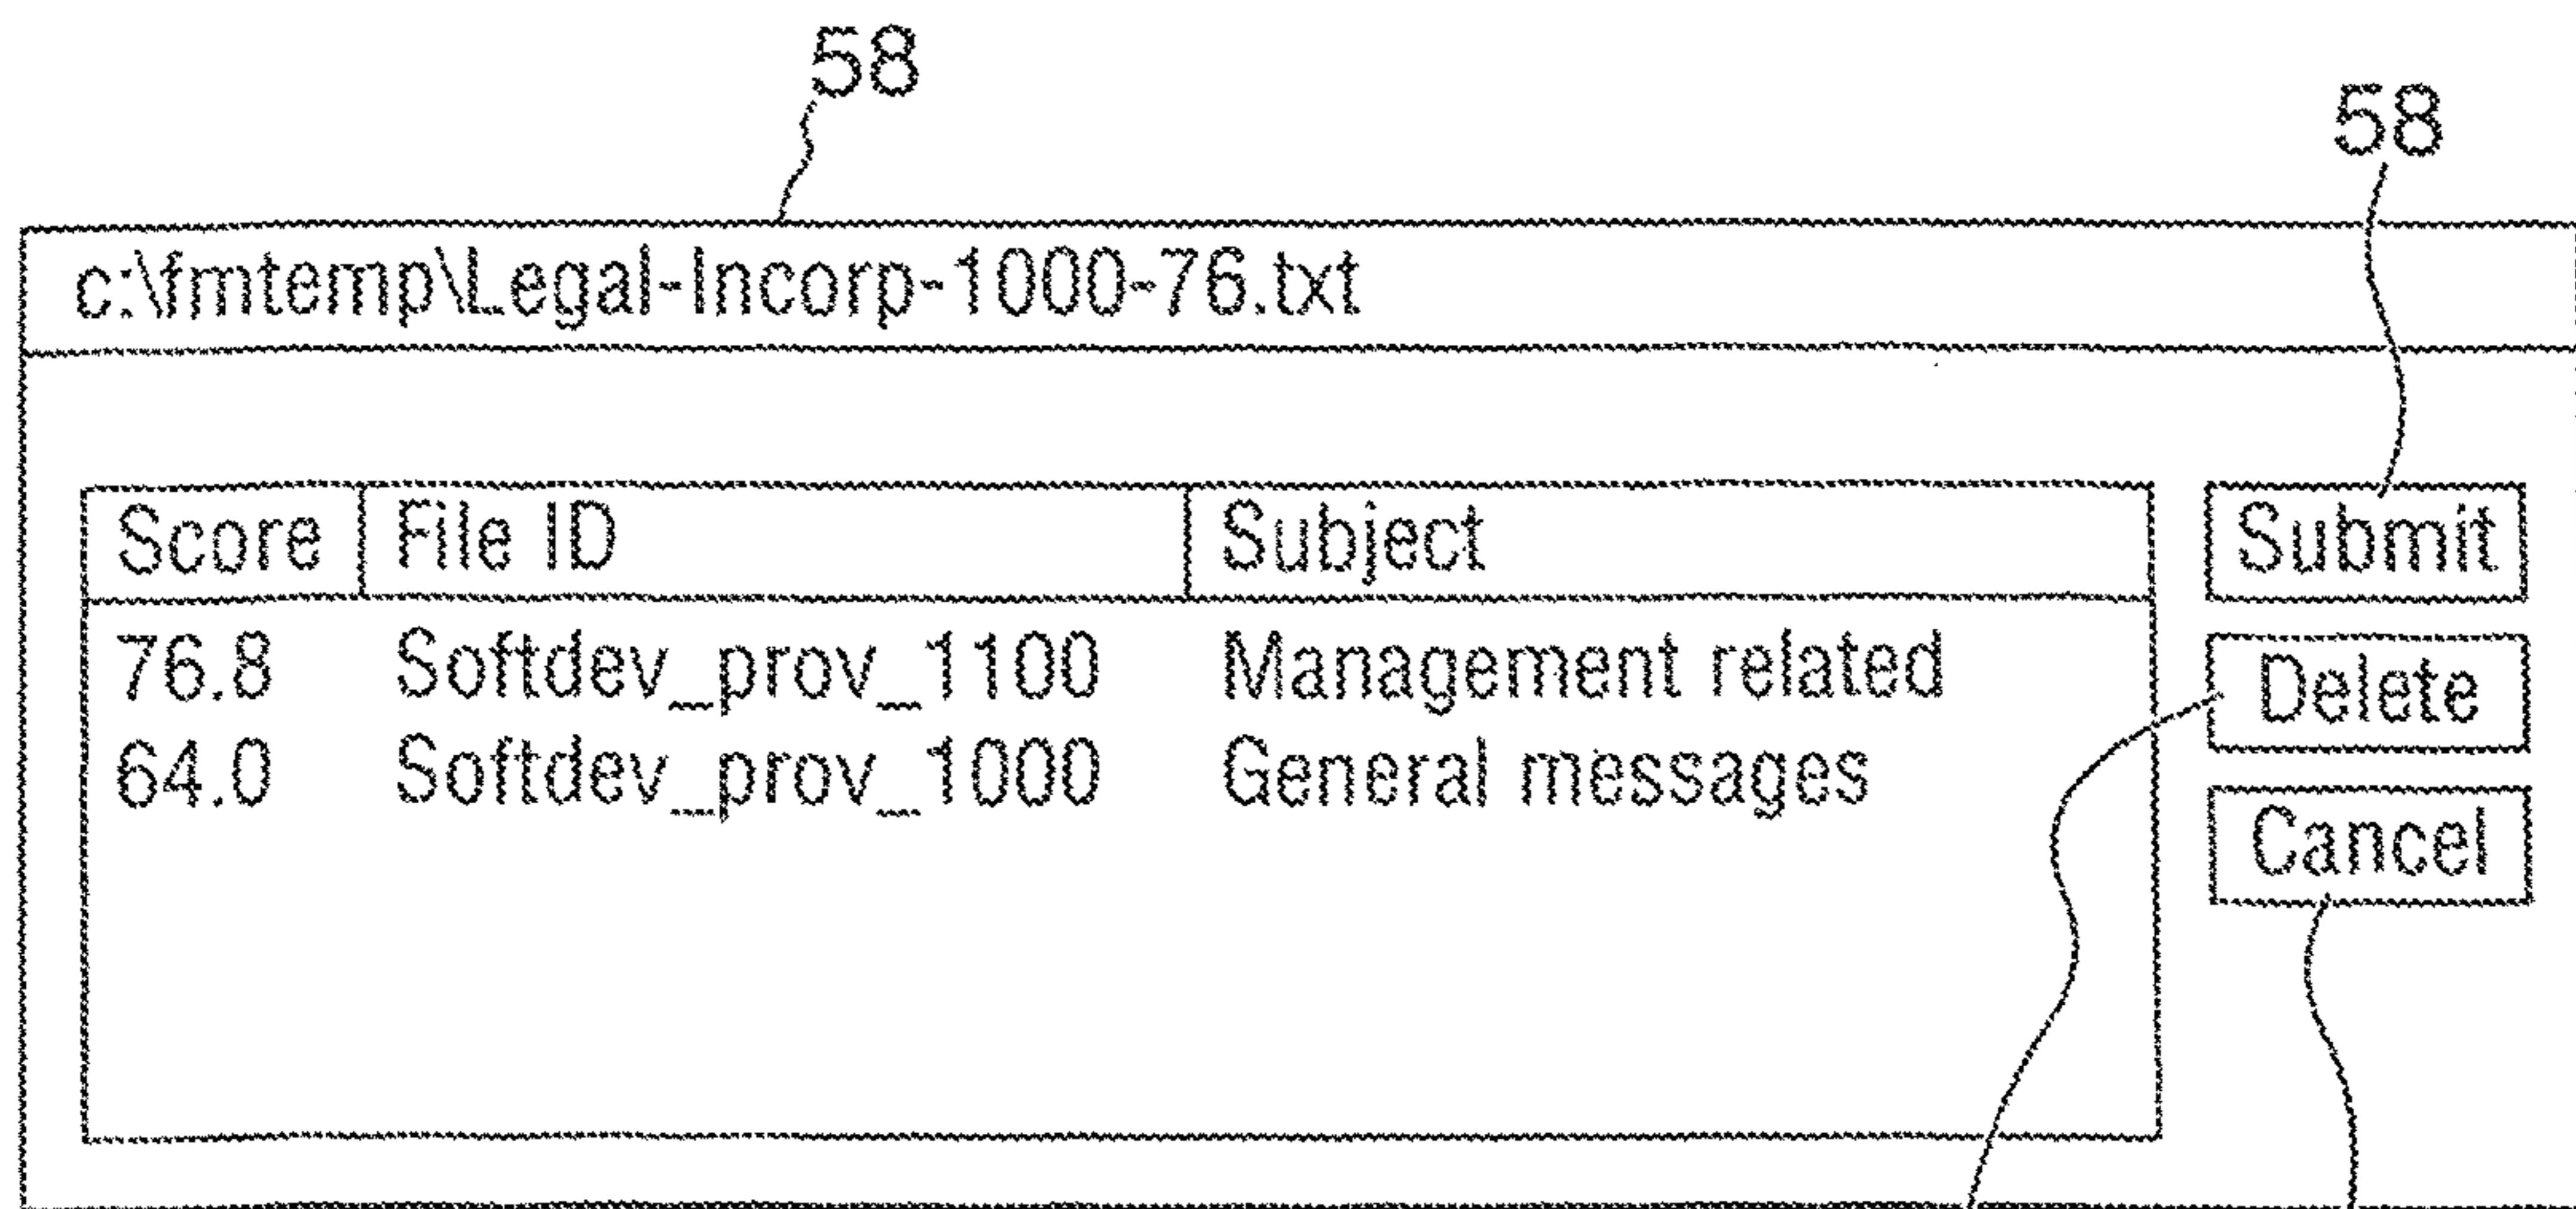 58
58
c:\fmtemp\Legal-Incorp-1000-76.txt
Score File ID Subject
Submit
76.8 Softdev_prov_1100 Management related
Delete
64.0 Softdev_prov_1000 General messages
Cancel